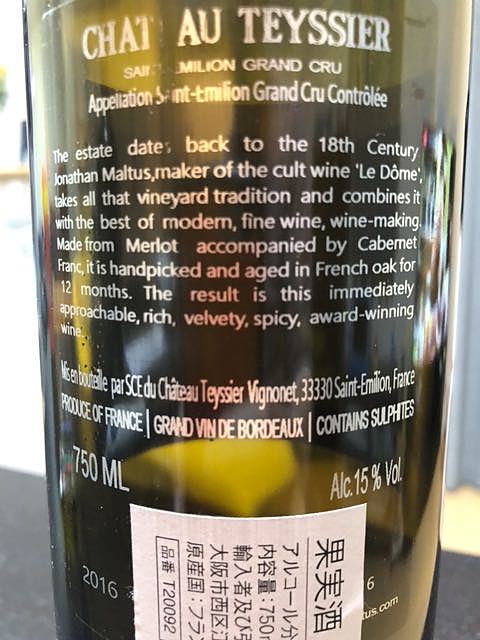 CHAT AU TEYSSIER
SAIN MILION GRAND CRU
Appellation Saint-Emilion Grand Cru Contrôlée
The estate dates back to the 18th Century.
Jonathan Maltus,maker of the cult wine 'Le Dôme',
takes all that vineyard tradition and combines it
with the best of modern, fine wine, wine-making.
Made from Merlot accompanied by Cabernet
Franc, it is handpicked and aged in French oak for
12 months. The result is this immediately
approachable, rich, velvety, spicy, award-winning
wine.
Mis en bouteille par SCE du Château Teyssier Vignonet, 33330 Saint-Emilion, France
PRODUCE OF FRANCE | GRAND VIN DE BORDEAUX | CONTAINS SULPHITES
750 ML
Alc.15 % Vol.
2016
6
tus.com
果実酒
アルコール分
内容量:750m
輸入者及び引
大阪市西区江
原産国:フラン
品番 T20092